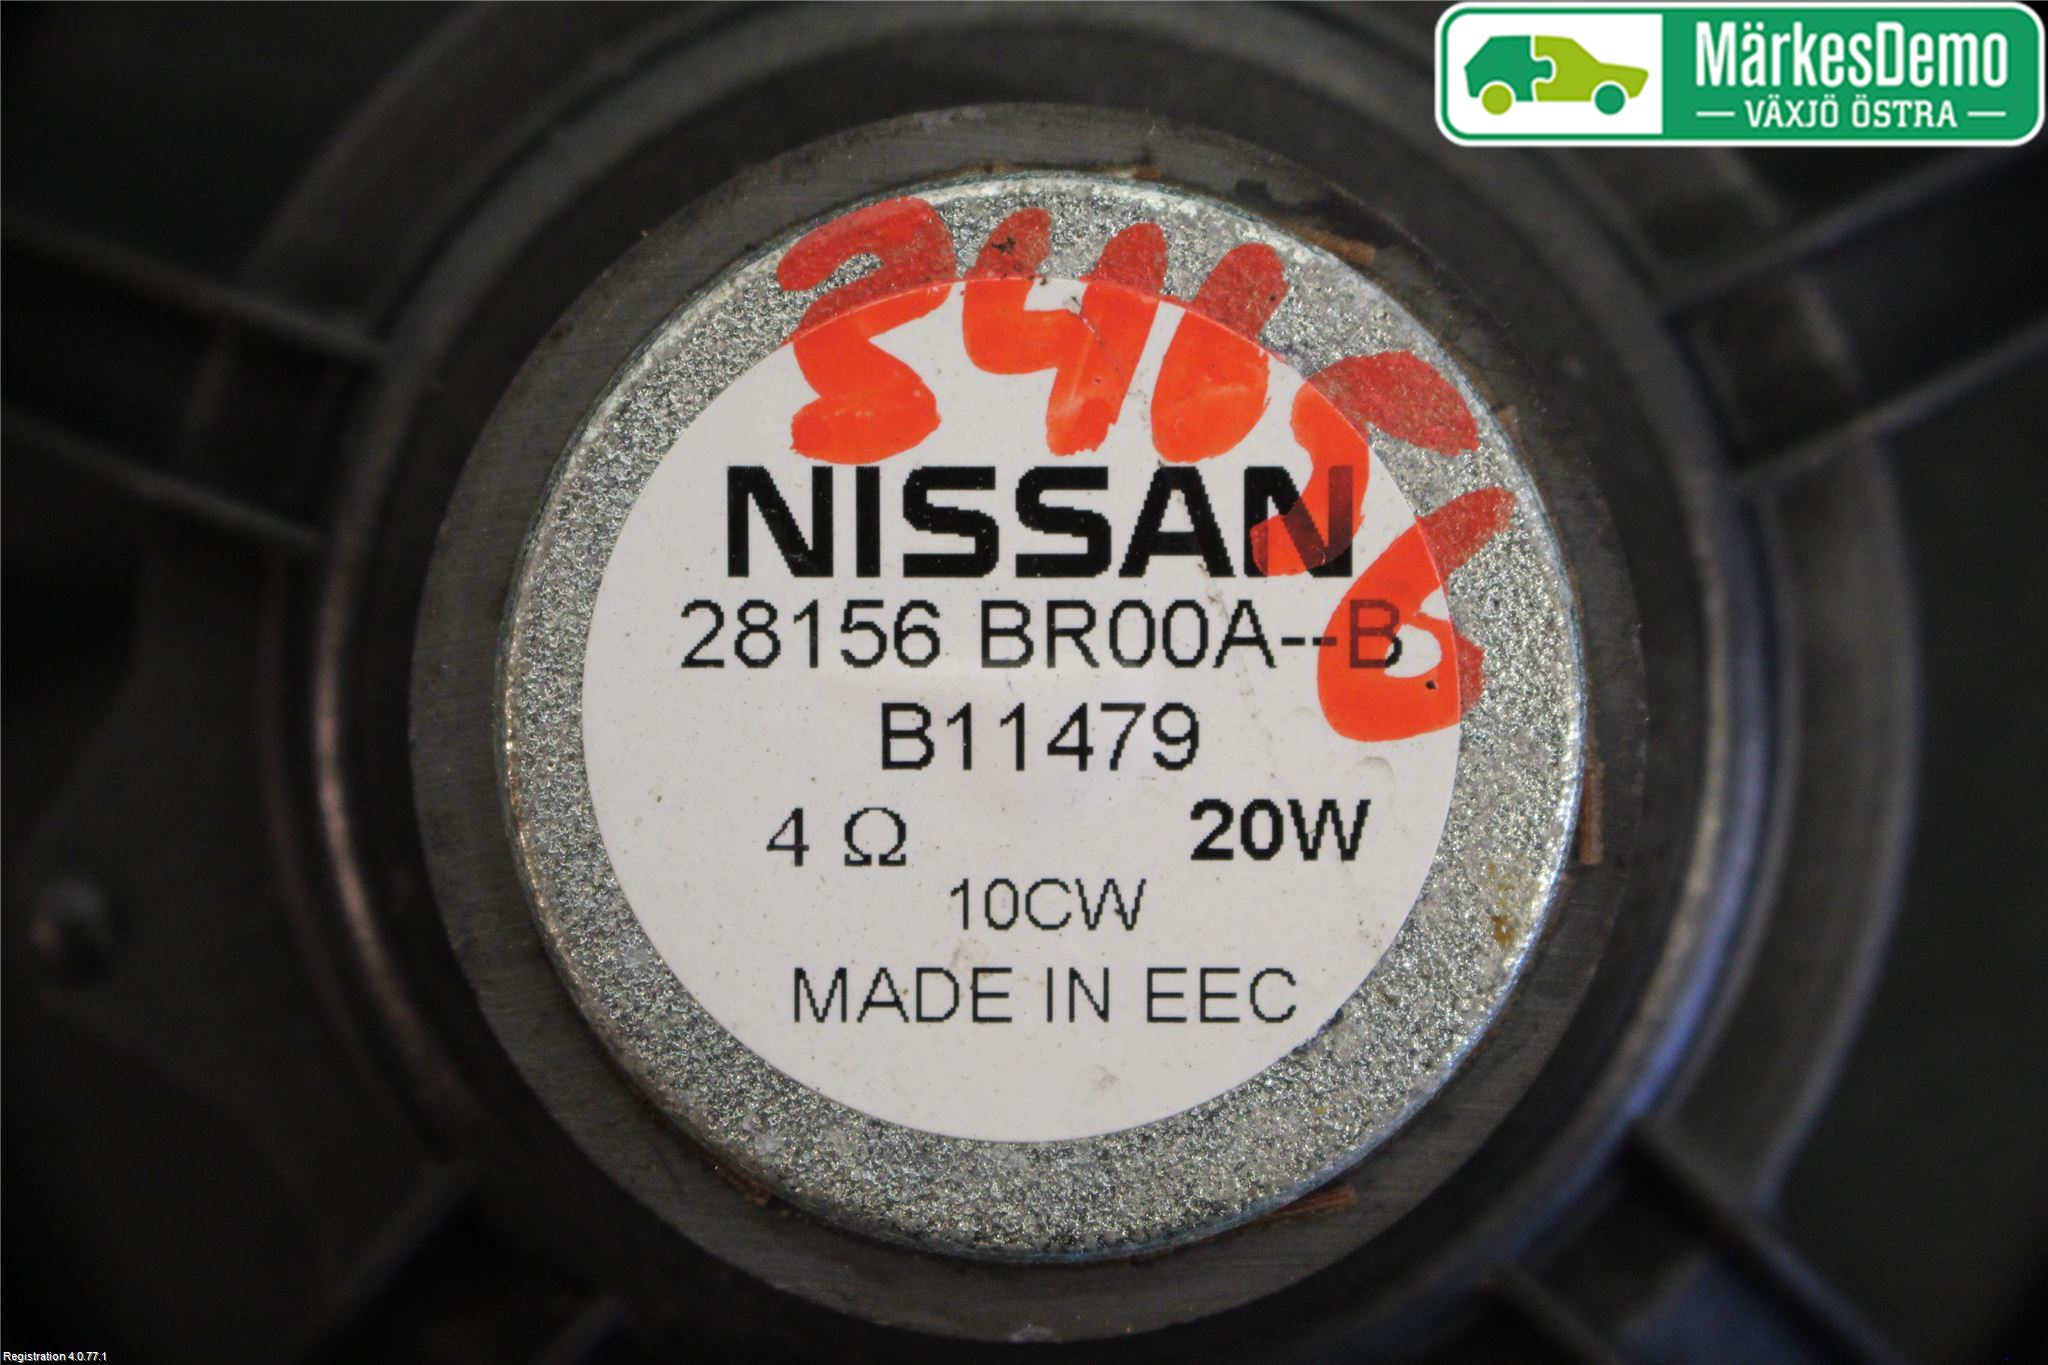 MärkesDemo
VÄXJÖ ÖSTRA
NISSAN
28156 BR00A--B
B11479
4 Ω 20W
10CW
MADE IN EEC
Registration 4.0.77.1